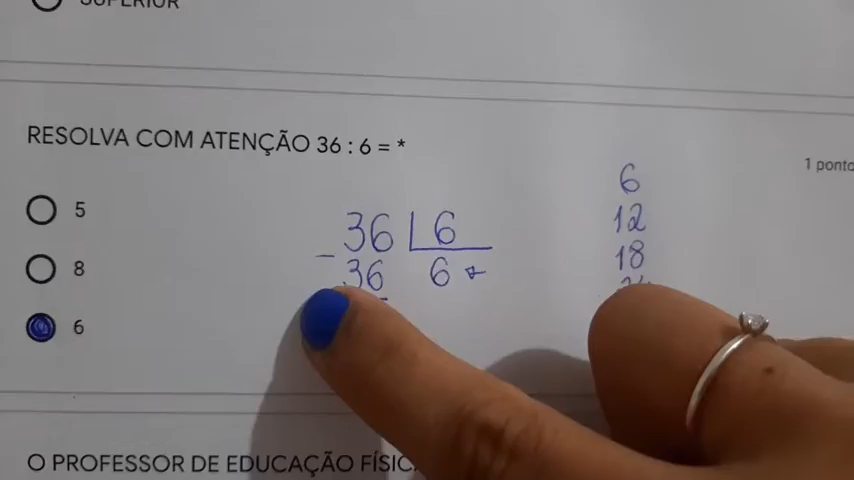 SUPERIOR
RESOLVA COM ATENÇÃO 36 : 6 = *
1 ponto
5
8
6
36 6
- 36 6
6
12
18
O PROFESSOR DE EDUCAÇÃO